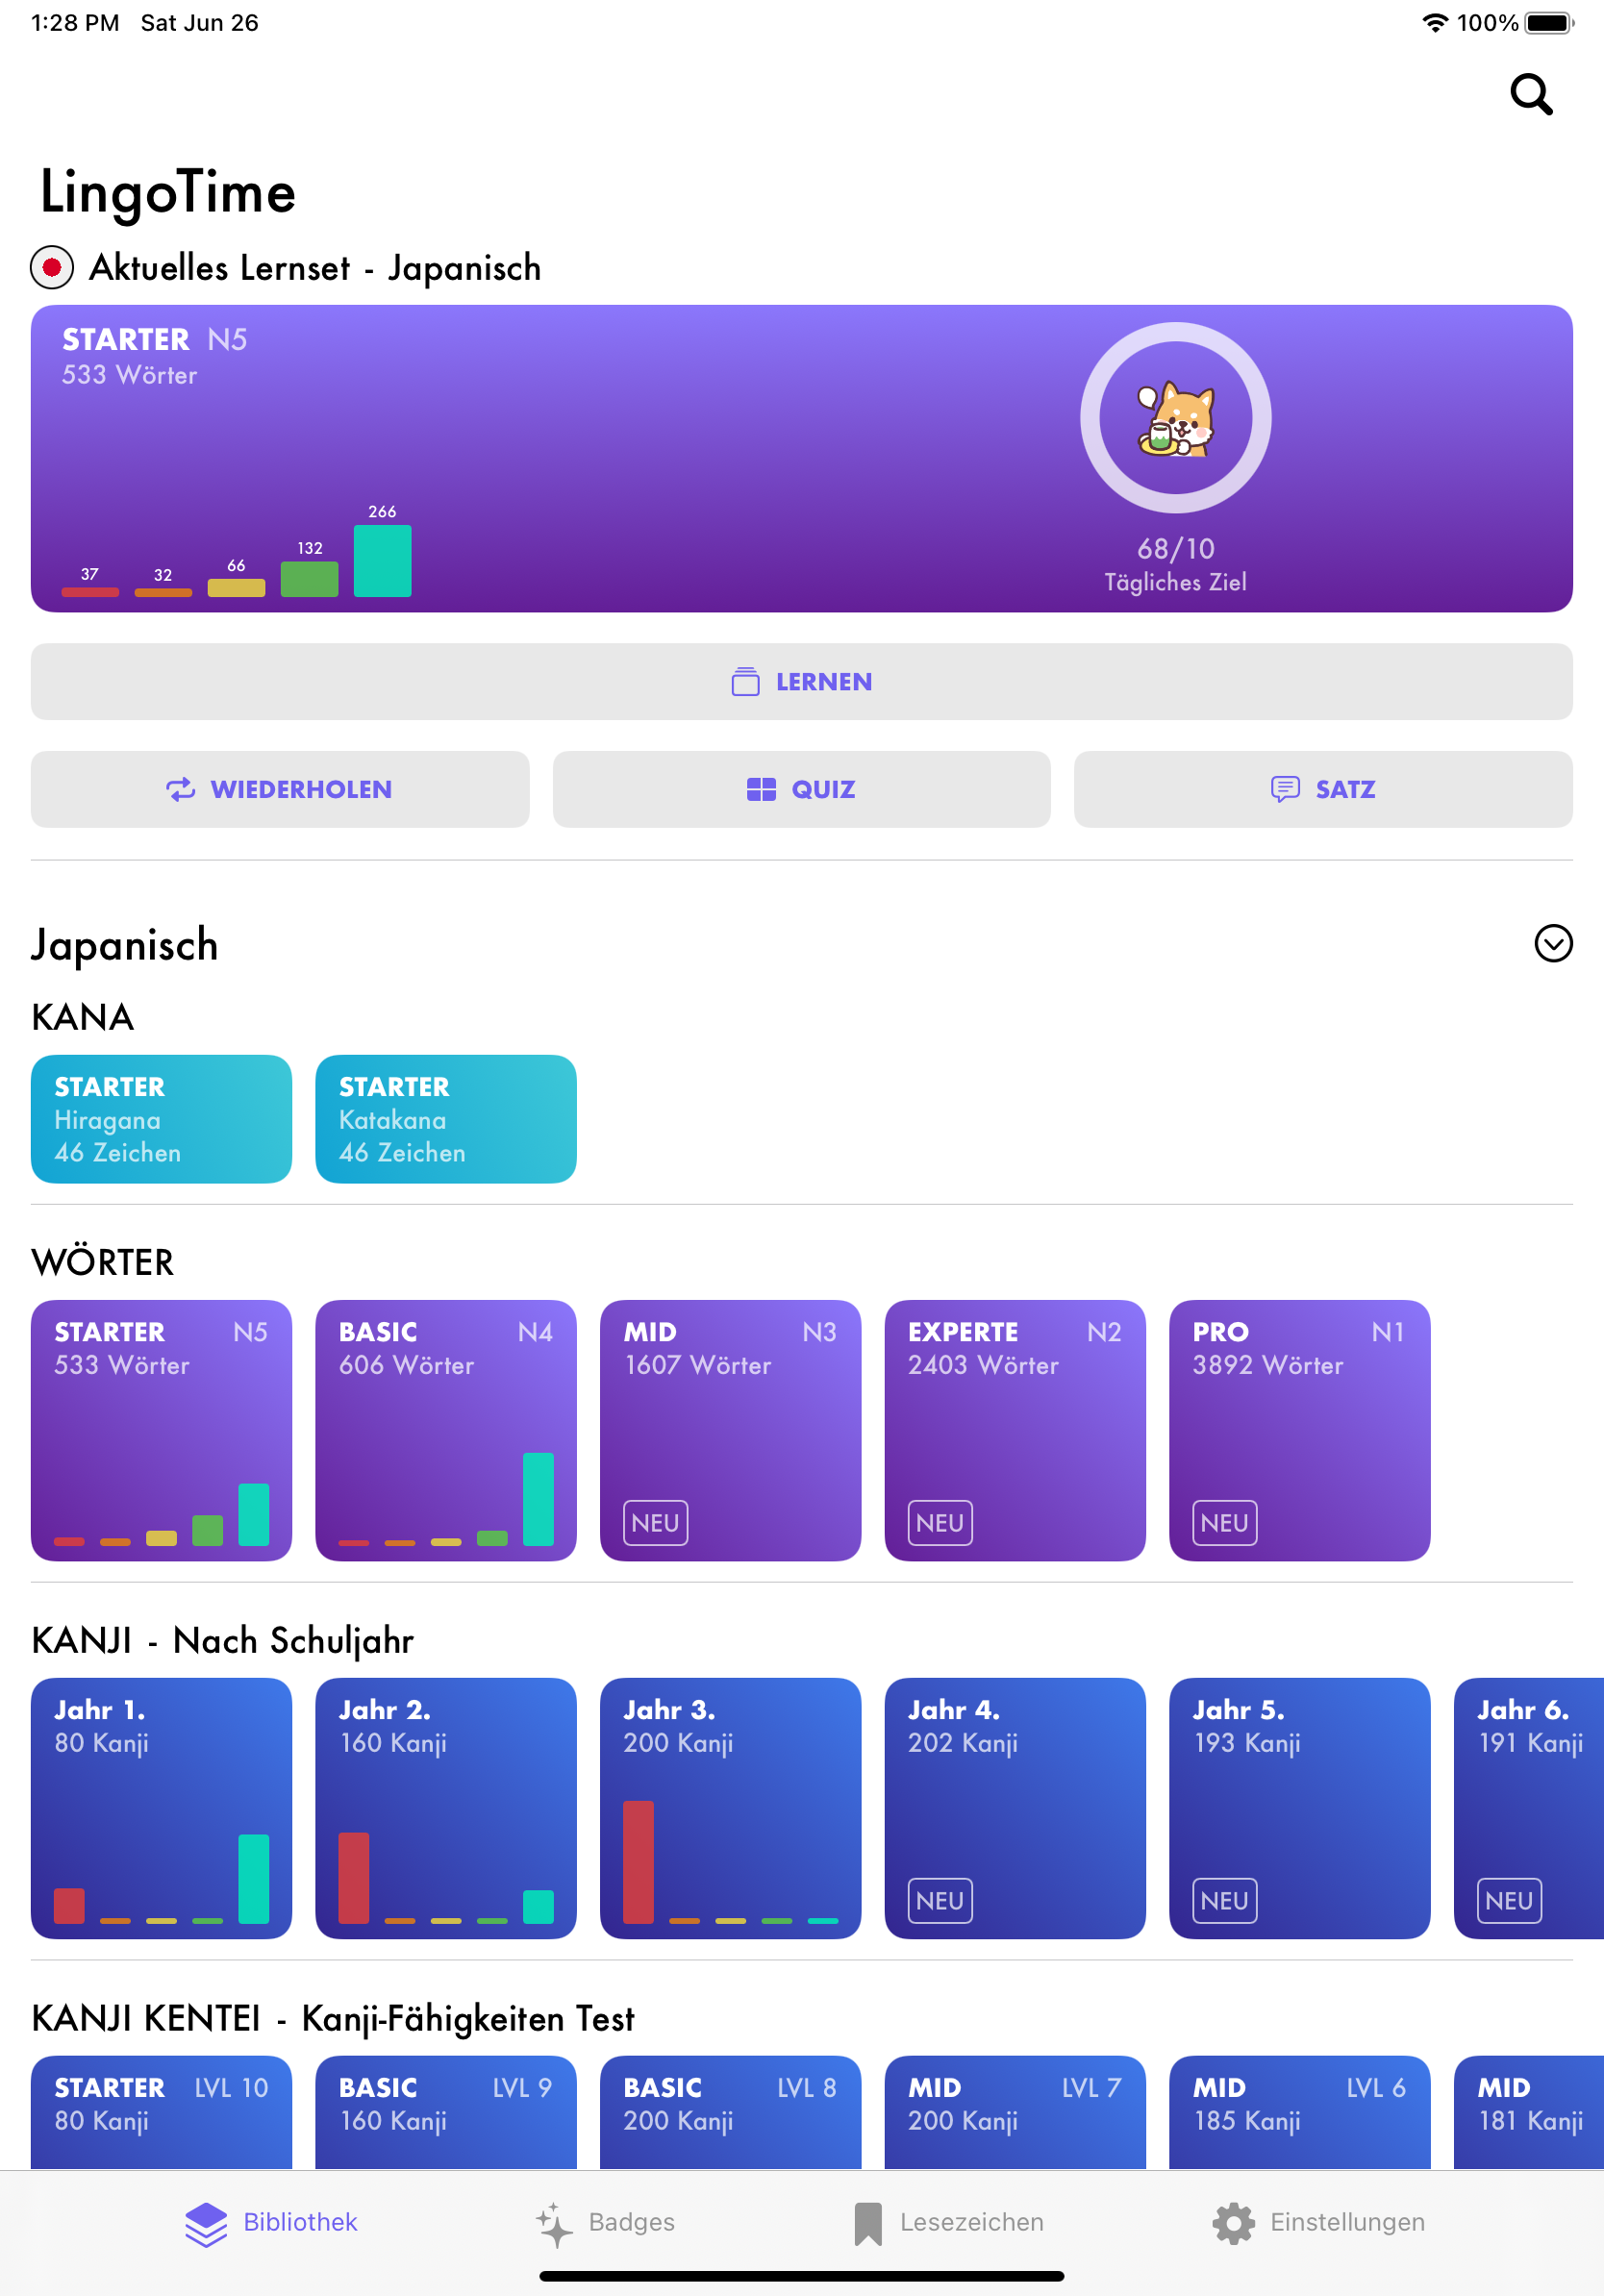 1:28 PM Sat Jun 26
100%
LingoTime
Aktuelles Lernset - Japanisch
STARTER N5
533 Wörter
37
32
66
132
266
68/10
Tägliches Ziel
LERNEN
WIEDERHOLEN
QUIZ
SATZ
Japanisch
KANA
STARTER
Hiragana
46 Zeichen
STARTER
Katakana
46 Zeichen
WÖRTER
STARTER N5
533 Wörter
BASIC N4
606 Wörter
MID N3
1607 Wörter
NEU
EXPERTE N2
2403 Wörter
NEU
PRO N1
3892 Wörter
NEU
KANJI - Nach Schuljahr
Jahr 1.
80 Kanji
Jahr 2.
160 Kanji
Jahr 3.
200 Kanji
Jahr 4.
202 Kanji
NEU
Jahr 5.
193 Kanji
NEU
Jahr 6.
191 Kanji
NEU
KANJI KENTEI - Kanji-Fähigkeiten Test
STARTER LVL 10
80 Kanji
BASIC LVL 9
160 Kanji
BASIC LVL 8
200 Kanji
MID LVL 7
200 Kanji
MID LVL 6
185 Kanji
MID
181 Kanji
Bibliothek
Badges
Lesezeichen
Einstellungen